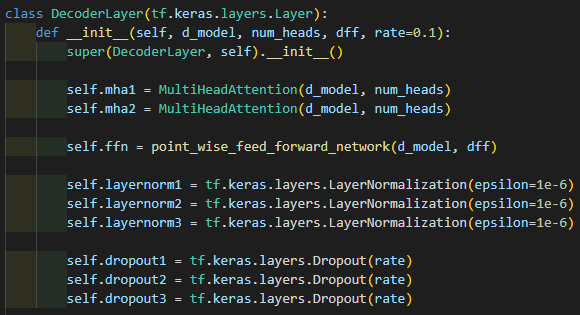 class DecoderLayer(tf.keras.layers.Layer):
    def __init__(self, d_model, num_heads, dff, rate=0.1):
        super(DecoderLayer, self).__init__()

        self.mha1 = MultiHeadAttention(d_model, num_heads)
        self.mha2 = MultiHeadAttention(d_model, num_heads)

        self.ffn = point_wise_feed_forward_network(d_model, dff)

        self.layernorm1 = tf.keras.layers.LayerNormalization(epsilon=1e-6)
        self.layernorm2 = tf.keras.layers.LayerNormalization(epsilon=1e-6)
        self.layernorm3 = tf.keras.layers.LayerNormalization(epsilon=1e-6)

        self.dropout1 = tf.keras.layers.Dropout(rate)
        self.dropout2 = tf.keras.layers.Dropout(rate)
        self.dropout3 = tf.keras.layers.Dropout(rate)